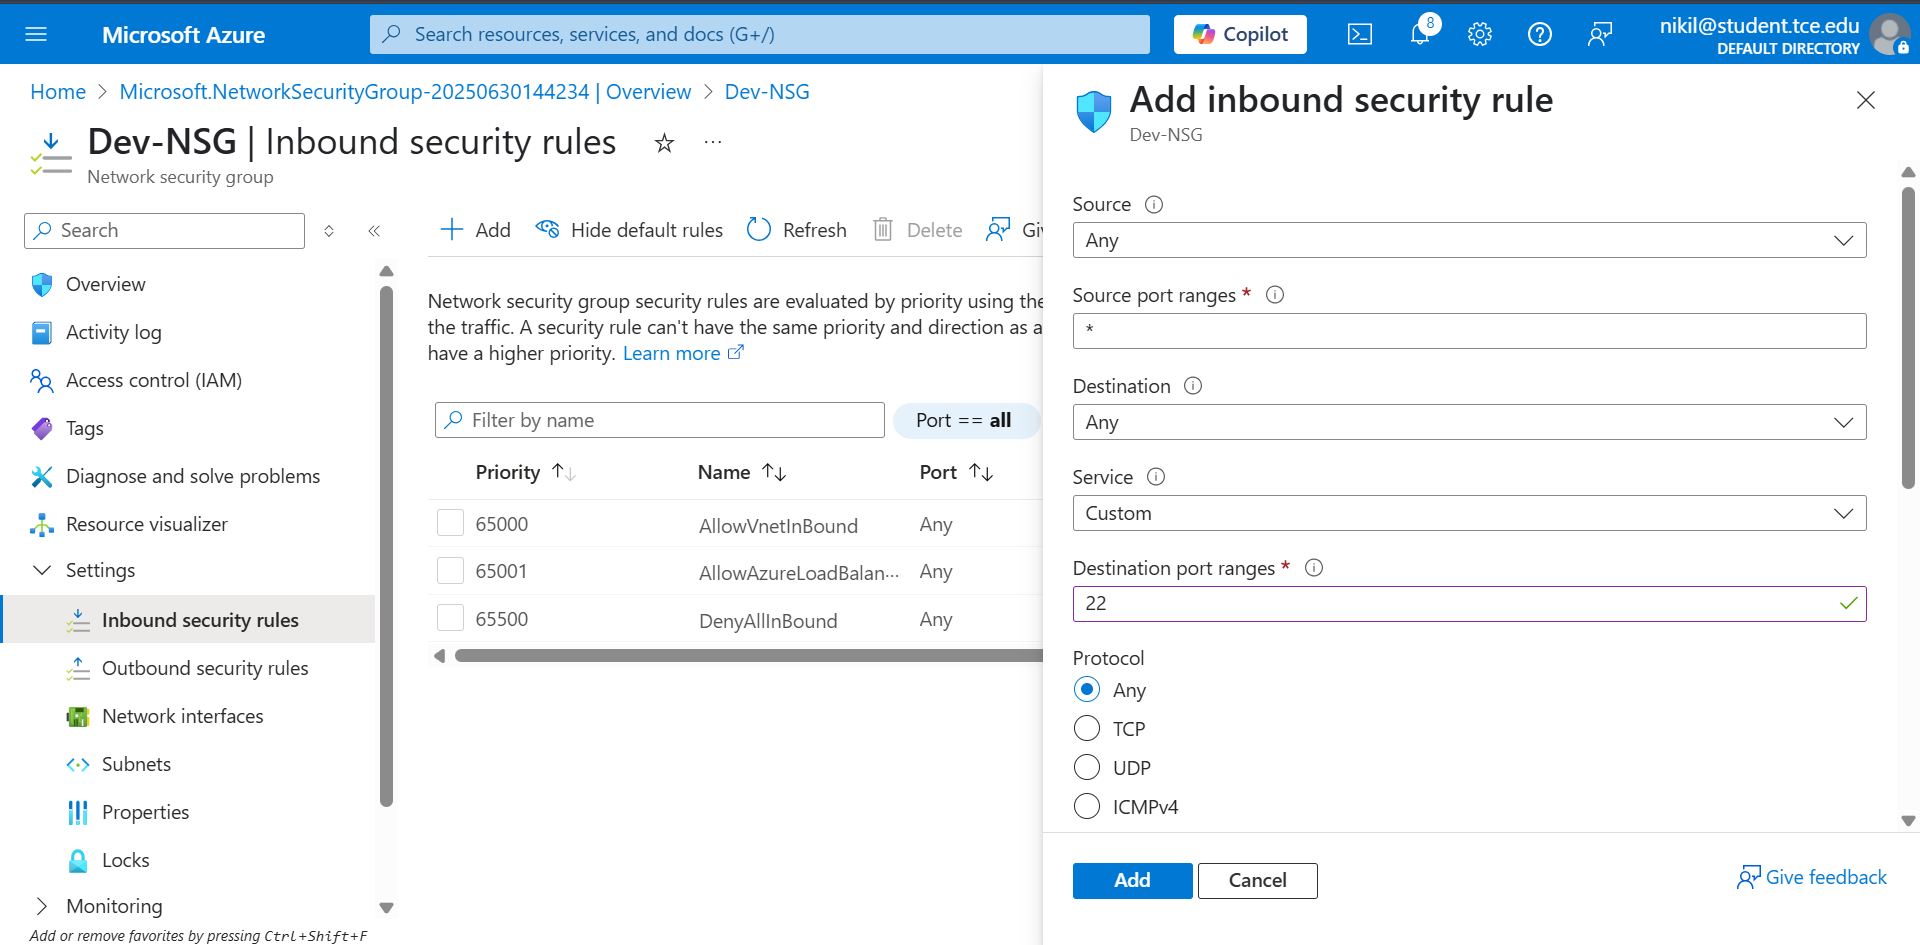 Microsoft Azure
Search resources, services, and docs (G+/)
Copilot
8
nikil@student.tce.edu
DEFAULT DIRECTORY
Home > Microsoft.NetworkSecurityGroup-20250630144234 | Overview > Dev-NSG
Dev-NSG | Inbound security rules
Network security group
Search
Overview
Activity log
Access control (IAM)
Tags
Diagnose and solve problems
Resource visualizer
Settings
Inbound security rules
Outbound security rules
Network interfaces
Subnets
Properties
Locks
Monitoring
Add or remove favorites by pressing Ctrl+Shift+F
Add Hide default rules Refresh Delete Giv
Network security group security rules are evaluated by priority using the
the traffic. A security rule can't have the same priority and direction as a
have a higher priority. Learn more
Filter by name
Port == all
Priority Name Port
65000 AllowVnetInBound Any
65001 AllowAzureLoadBalan... Any
65500 DenyAllInBound Any
Add inbound security rule
Dev-NSG
Source
Any
Source port ranges *
*
Destination
Any
Service
Custom
Destination port ranges *
22
Protocol
Any
TCP
UDP
ICMPv4
Add Cancel
Give feedback